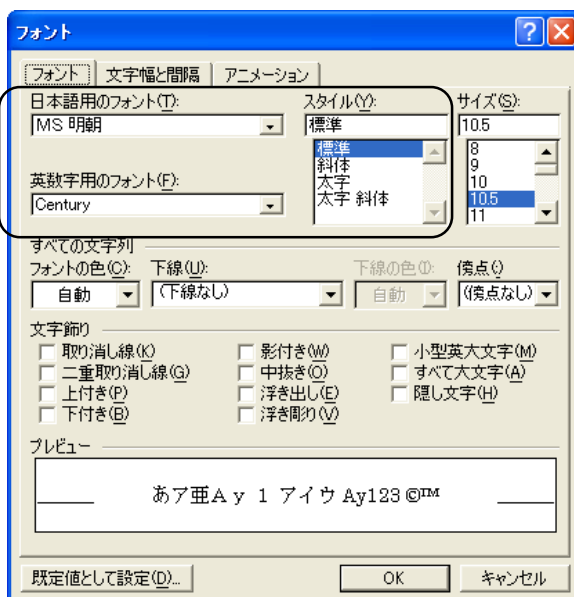 フォント
フォント 文字幅と間隔 アニメーション
日本語用のフォント(T): スタイル(Y): サイズ(S):
MS 明朝 標準 10.5
標準 8
斜体 9
英数字用のフォント(F): 太字 10
Century 太字 斜体 10.5
11
すべての文字列
フォントの色(C): 下線(U): 下線の色(I): 傍点(·)
自動 (下線なし) 自動 (傍点なし)
文字飾り
取り消し線(K) 影付き(W) 小型英大文字(M)
二重取り消し線(G) 中抜き(O) すべて大文字(A)
上付き(P) 浮き出し(E) 隠し文字(H)
下付き(B) 浮き彫り(V)
プレビュー
あア亜Ａｙ １ アイウ Ay123 ©™
既定値として設定(D)... OK キャンセル